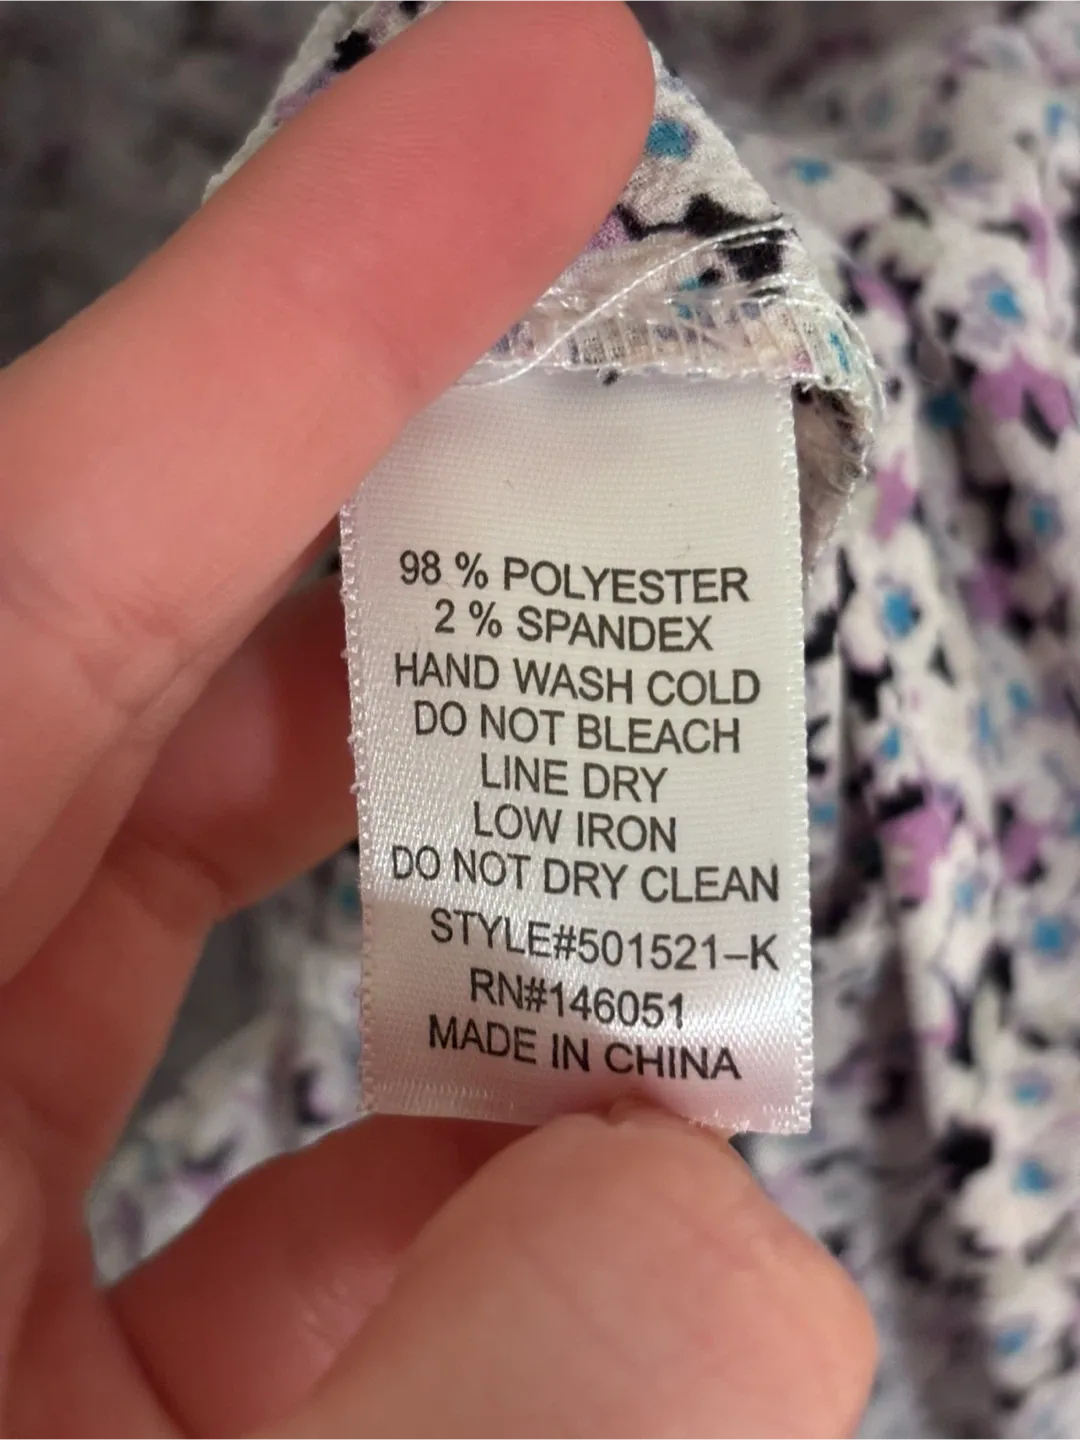 98 % POLYESTER
2 % SPANDEX
HAND WASH COLD
DO NOT BLEACH
LINE DRY
LOW IRON
DO NOT DRY CLEAN
STYLE#501521–K
RN#146051
MADE IN CHINA